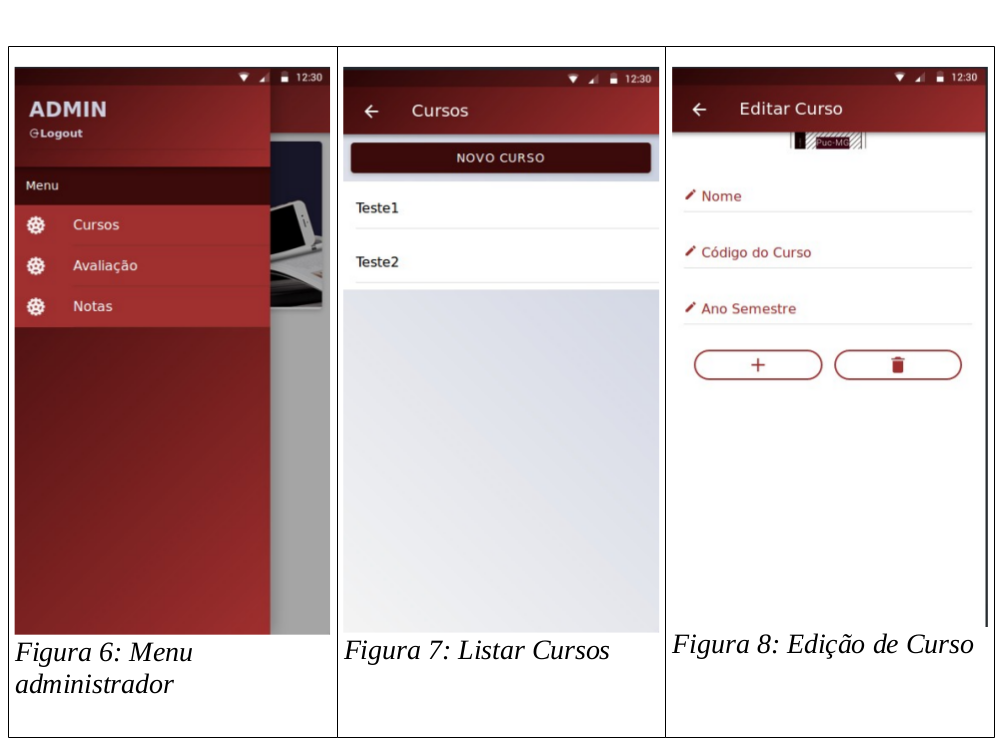 12:30
ADMIN
Logout
Menu
Cursos
Avaliação
Notas
Figura 6: Menu
administrador
12:30
Cursos
NOVO CURSO
Teste1
Teste2
Figura 7: Listar Cursos
12:30
Editar Curso
Puc-MG
Nome
Código do Curso
Ano Semestre
Figura 8: Edição de Curso